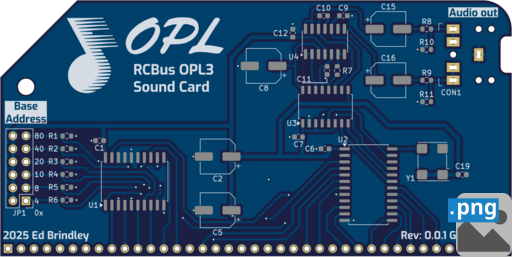 OPL
RCBus OPL3
Sound Card
Audio out
C10 C9
C15
R8
C12
R10
U4
C16
R7
R9
C8
C11
CON1
R11
Base
Address
80 R1
40 R2
20 R3
10 R4
8 R5
4 R6
JP1 0x
C1
U3
C7
C6
U2
C2
Y1
C19
U1
C5
2025 Ed Brindley
Rev: 0.0.1 G
.png